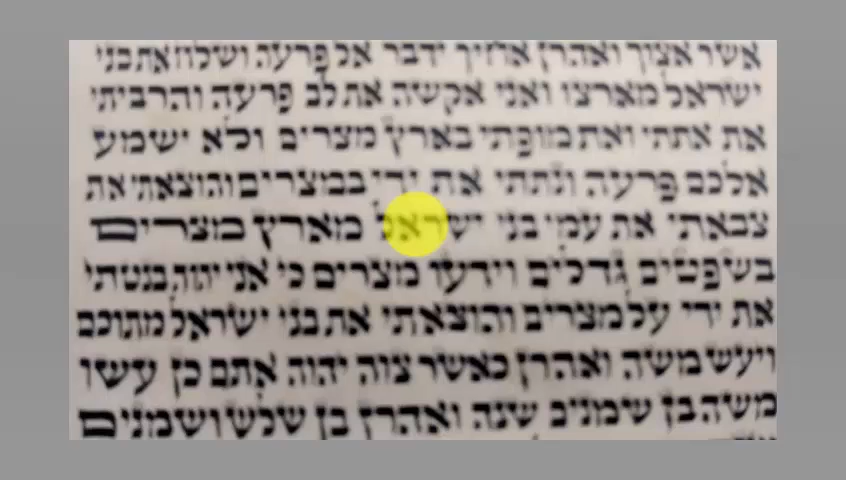 אשר אצוך ואהרן אחיך ידבר אל פרעה ושלח את בני
ישראל מארצו ואני אקשה את לב פרעה והרביתי
את אתתי ואת מופתי בארץ מצרים ולא ישמע
אלכם פרעה ונתתי את ידי במצרים והוצאתי את
צבאתי את עמי בני ישראל מארץ מצרים
בשפטים גדלים וידעו מצרים כי אני יהוה בנטתי
את ידי על מצרים והוצאתי את בני ישראל מתוכם
ויעש משה ואהרן כאשר צוה יהוה אתם כן עשו
משה בן שמנים שנה ואהרן בן שלש ושמנים